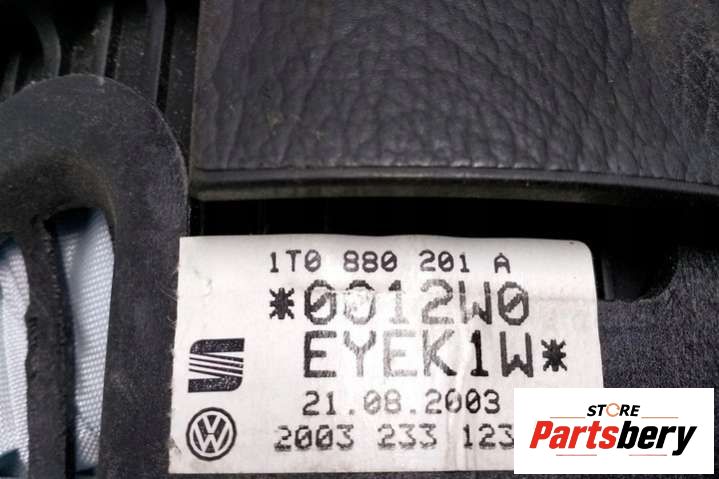 1T0 880 201 A
*0012W0
EYEK1W*
21.08.2003
2003 233 123
STORE
Partsbery